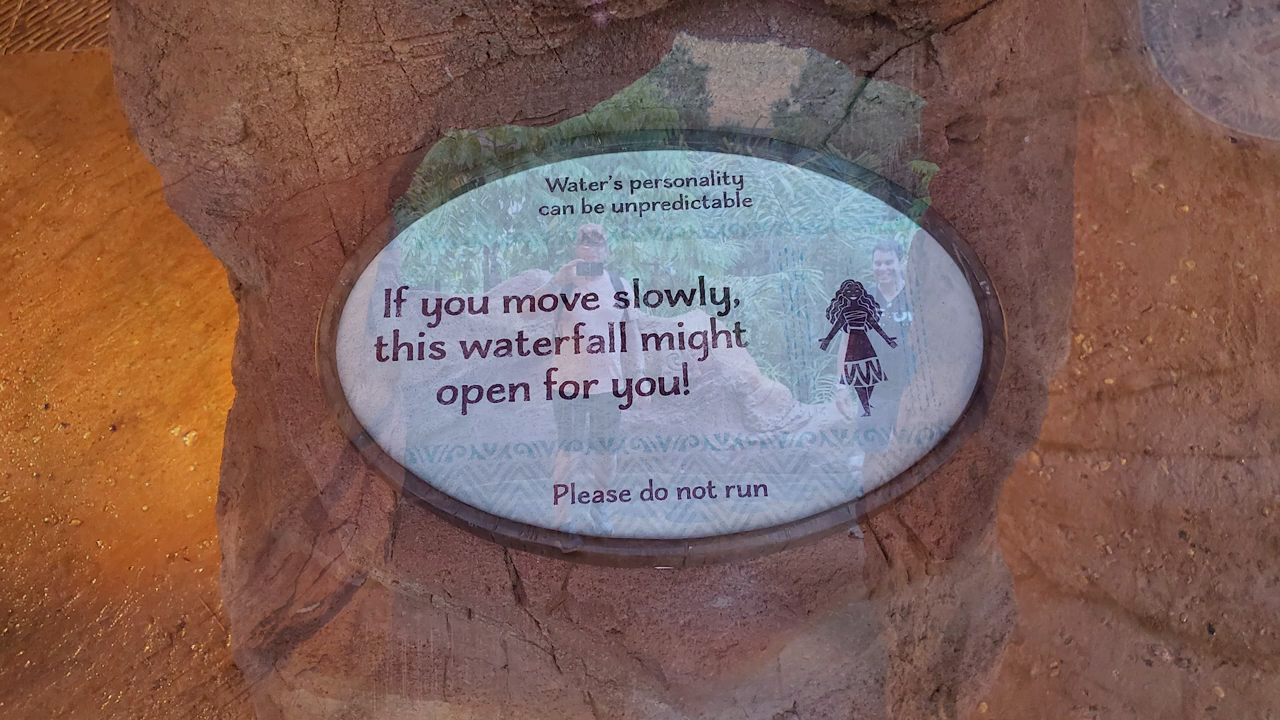 Water's personality
can be unpredictable
If you move slowly,
this waterfall might
open for you!
Please do not run